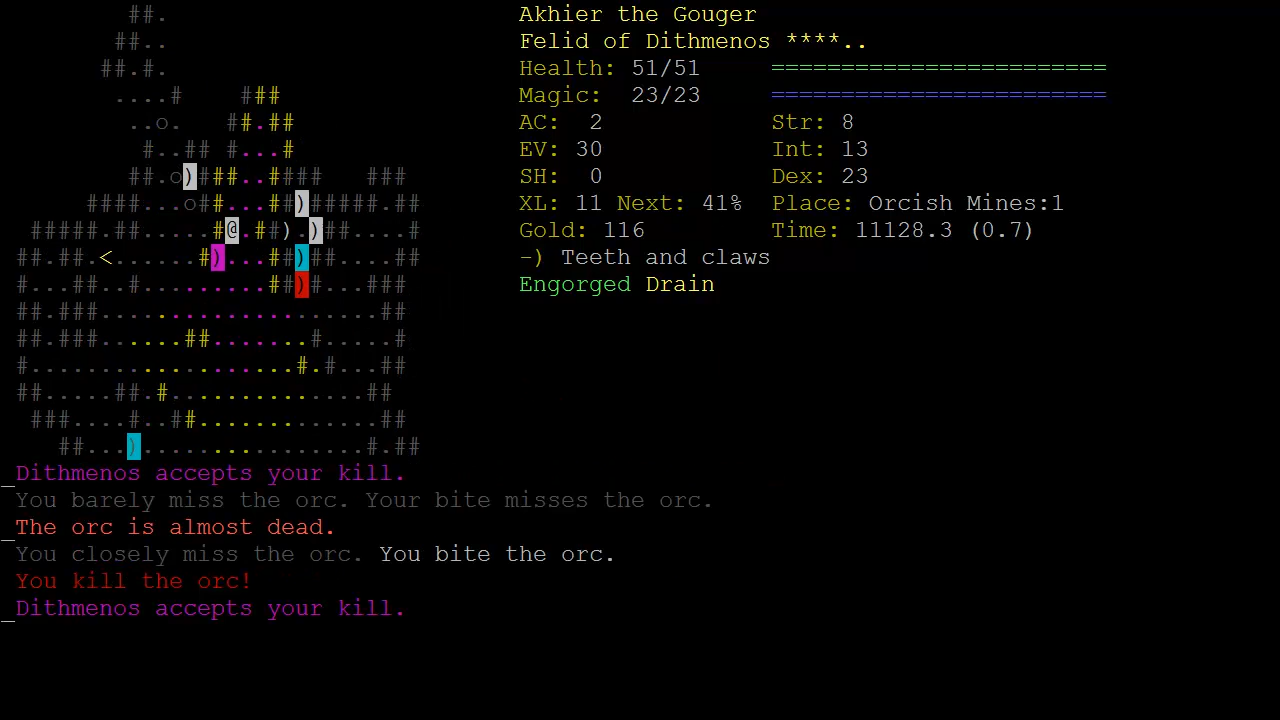 ##.
##..
##.#.
....# ###
..o. ##.##
#..## #...#
##.o)###..#### ###
####...o##...##)#####.##
#####.##.....#@.###).)##....#
##.##.<......#)...##)##....##
#...##..#........##)#...###
##.###....................##
##.###......##.......#.....#
#...................#.#...##
##.....##.#..............##
###....#..##.............##
##...)................#.##
Akhier the Gouger
Felid of Dithmenos ****..
Health: 51/51 ========================
Magic: 23/23 ========================
AC: 2 Str: 8
EV: 30 Int: 13
SH: 0 Dex: 23
XL: 11 Next: 41% Place: Orcish Mines:1
Gold: 116 Time: 11128.3 (0.7)
-) Teeth and claws
Engorged Drain
_Dithmenos accepts your kill.
You barely miss the orc. Your bite misses the orc.
_The orc is almost dead.
You closely miss the orc. You bite the orc.
You kill the orc!
_Dithmenos accepts your kill.